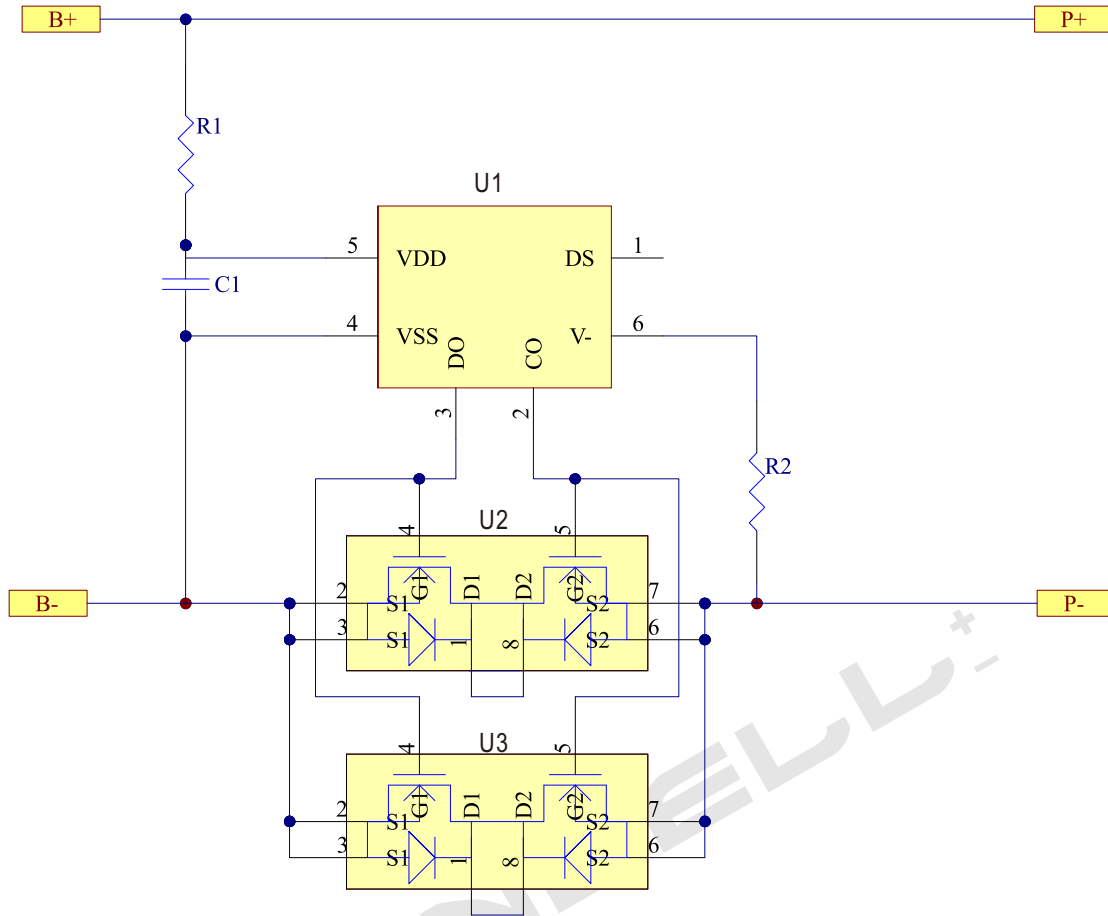 B+
P+
R1
U1
5
VDD
DS
1
C1
4
VSS
V-
6
DO
CO
3
2
R2
U2
4
5
B-
2
S1
G1
D1
D2
G2
S2
7
P-
3
S1
1
8
S2
6
U3
4
5
2
S1
G1
D1
D2
G2
S2
7
3
S1
1
8
S2
6
ELL+-